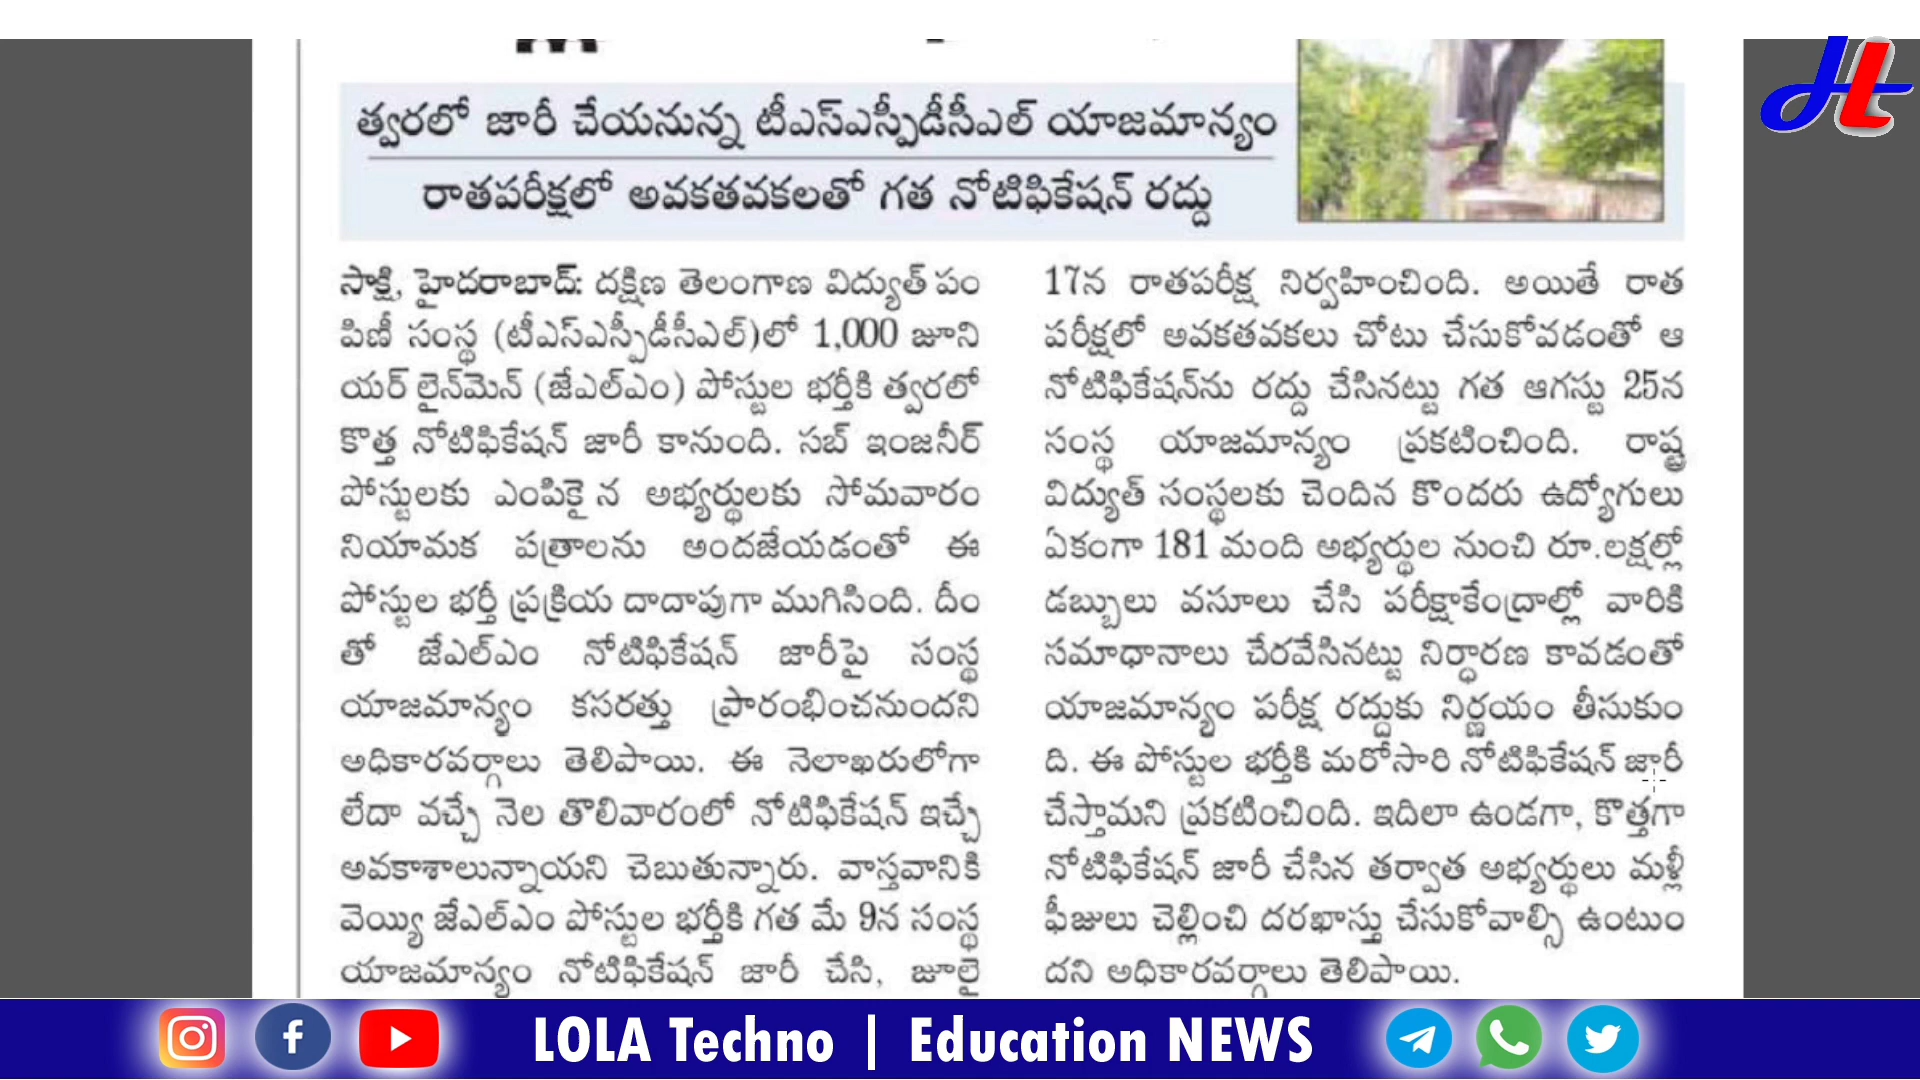 త్వరలో జారీ చేయనున్న టీఎస్ఎస్పీడీసీఎల్ యాజమాన్యం
రాతపరీక్షలో అవకతవకలతో గత నోటిఫికేషన్ రద్దు
సాక్షి, హైదరాబాద్: దక్షిణ తెలంగాణ విద్యుత్ పం
పిణీ సంస్థ (టీఎస్ఎస్పీడీసీఎల్)లో 1,000 జూని
యర్ లైన్‌మెన్ (జేఎల్ఎం) పోస్టుల భర్తీకి త్వరలో
కొత్త నోటిఫికేషన్ జారీ కానుంది. సబ్ ఇంజనీర్
పోస్టులకు ఎంపికై న అభ్యర్థులకు సోమవారం
నియామక పత్రాలను అందజేయడంతో ఈ
పోస్టుల భర్తీ ప్రక్రియ దాదాపుగా ముగిసింది. దీం
తో జేఎల్ఎం నోటిఫికేషన్ జారీపై సంస్థ
యాజమాన్యం కసరత్తు ప్రారంభించనుందని
అధికారవర్గాలు తెలిపాయి. ఈ నెలాఖరులోగా
లేదా వచ్చే నెల తొలివారంలో నోటిఫికేషన్ ఇచ్చే
అవకాశాలున్నాయని చెబుతున్నారు. వాస్తవానికి
వెయ్యి జేఎల్ఎం పోస్టుల భర్తీకి గత మే 9న సంస్థ
యాజమాన్యం నోటిఫికేషన్ జారీ చేసి, జూలై
17న రాతపరీక్ష నిర్వహించింది. అయితే రాత
పరీక్షలో అవకతవకలు చోటు చేసుకోవడంతో ఆ
నోటిఫికేషన్‌ను రద్దు చేసినట్టు గత ఆగస్టు 25న
సంస్థ యాజమాన్యం ప్రకటించింది. రాష్ట్ర
విద్యుత్ సంస్థలకు చెందిన కొందరు ఉద్యోగులు
ఏకంగా 181 మంది అభ్యర్థుల నుంచి రూ.లక్షల్లో
డబ్బులు వసూలు చేసి పరీక్షాకేంద్రాల్లో వారికి
సమాధానాలు చేరవేసినట్టు నిర్ధారణ కావడంతో
యాజమాన్యం పరీక్ష రద్దుకు నిర్ణయం తీసుకుం
ది. ఈ పోస్టుల భర్తీకి మరోసారి నోటిఫికేషన్ జారీ
చేస్తామని ప్రకటించింది. ఇదిలా ఉండగా, కొత్తగా
నోటిఫికేషన్ జారీ చేసిన తర్వాత అభ్యర్థులు మళ్లీ
ఫీజులు చెల్లించి దరఖాస్తు చేసుకోవాల్సి ఉంటుం
దని అధికారవర్గాలు తెలిపాయి.
LOLA Techno | Education NEWS